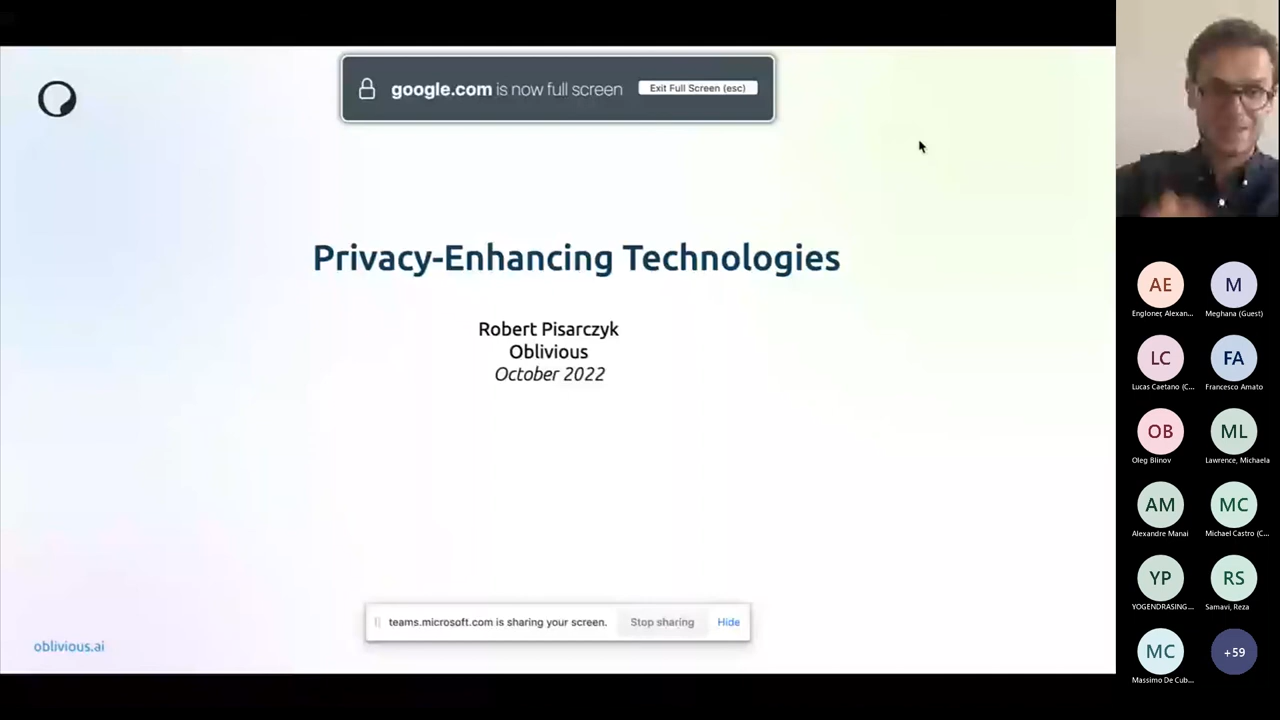 google.com is now full screen
Exit Full Screen (esc)
Privacy-Enhancing Technologies
Robert Pisarczyk
Oblivious
October 2022
teams.microsoft.com is sharing your screen.
Stop sharing
Hide
oblivious.ai
AE
M
Engloner, Alexan...
Meghana (Guest)
LC
FA
Lucas Caetano (C...
Francesco Amato
OB
ML
Oleg Blinov
Lawrence, Michaela
AM
MC
Alexandre Manai
Michael Castro (C...
YP
RS
YOGENDRASING...
Samavi, Reza
MC
+59
Massimo De Cub...